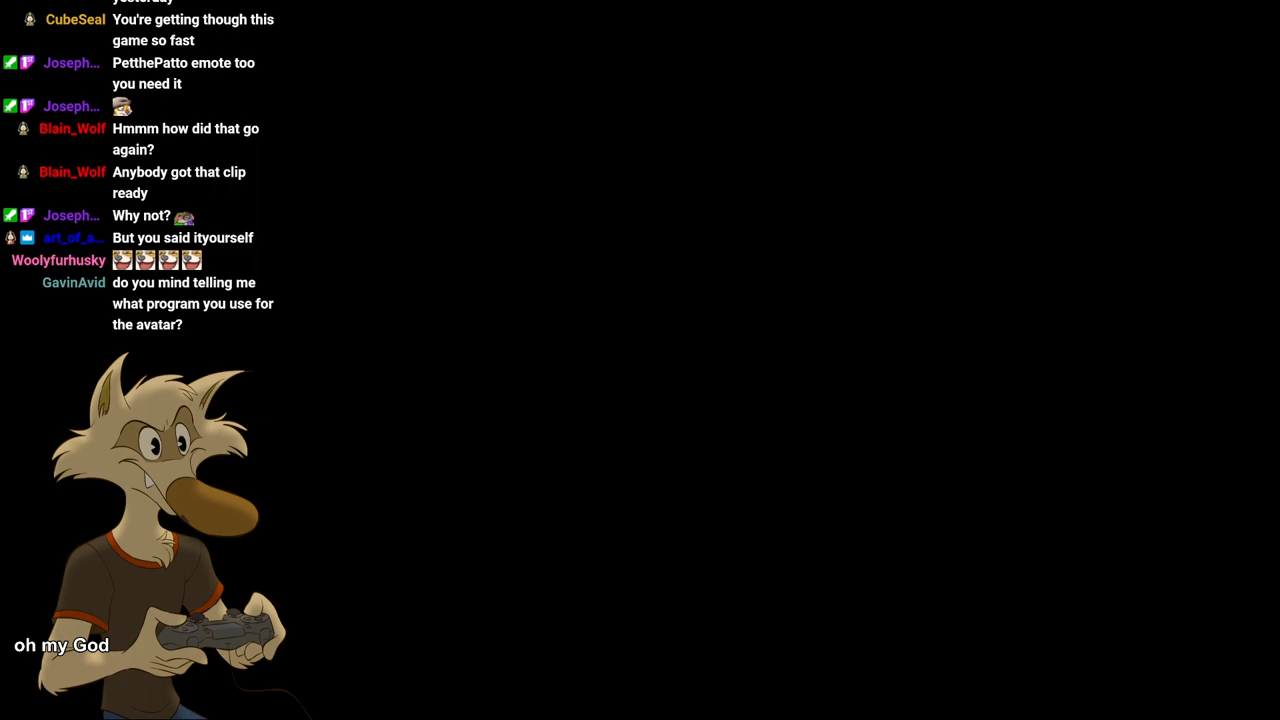 yesterday
CubeSeal You're getting though this
game so fast
Joseph... PetthePatto emote too
you need it
Joseph...
Blain_Wolf Hmmm how did that go
again?
Blain_Wolf Anybody got that clip
ready
Joseph... Why not?
art_of_a... But you said ityourself
Woolyfurhusky
GavinAvid do you mind telling me
what program you use for
the avatar?
oh my God